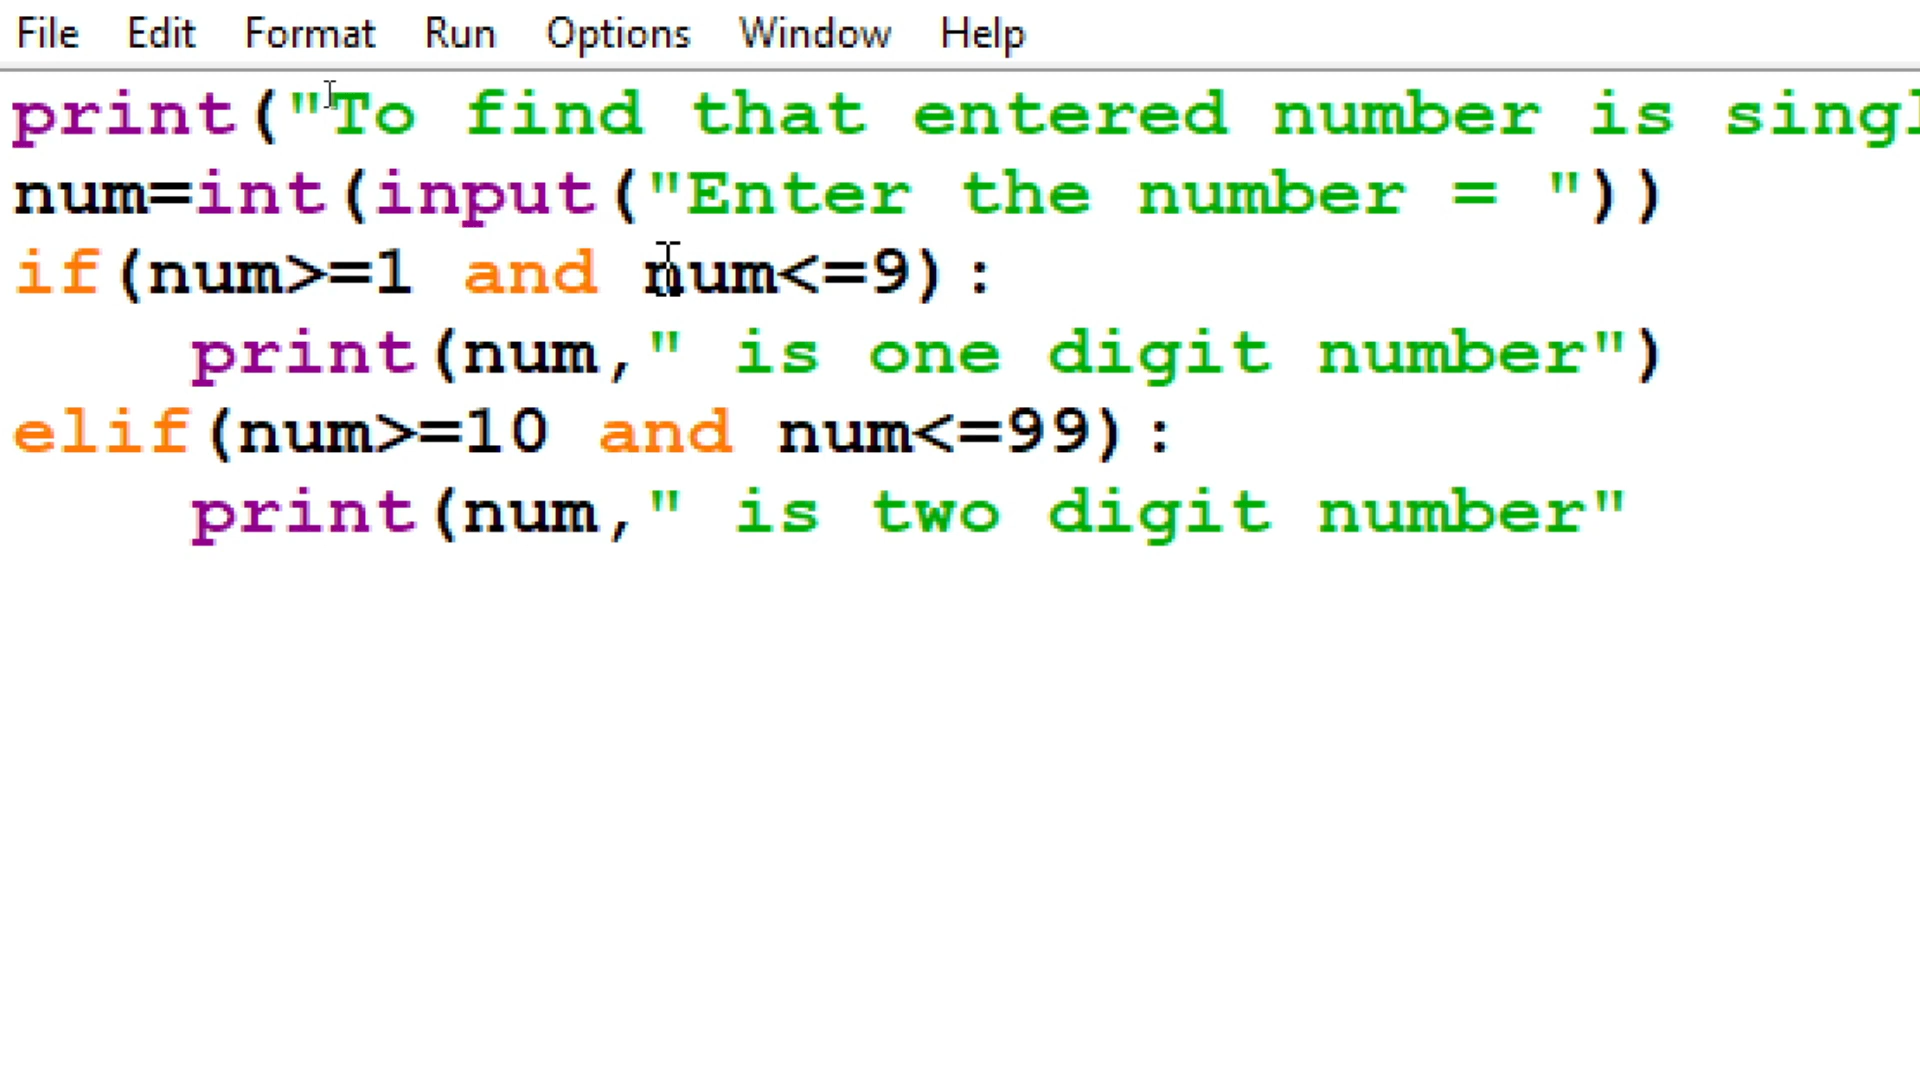 File Edit Format Run Options Window Help
print("To find that entered number is singl
num=int(input("Enter the number = "))
if(num>=1 and num<=9):
    print(num," is one digit number")
elif(num>=10 and num<=99):
    print(num," is two digit number"